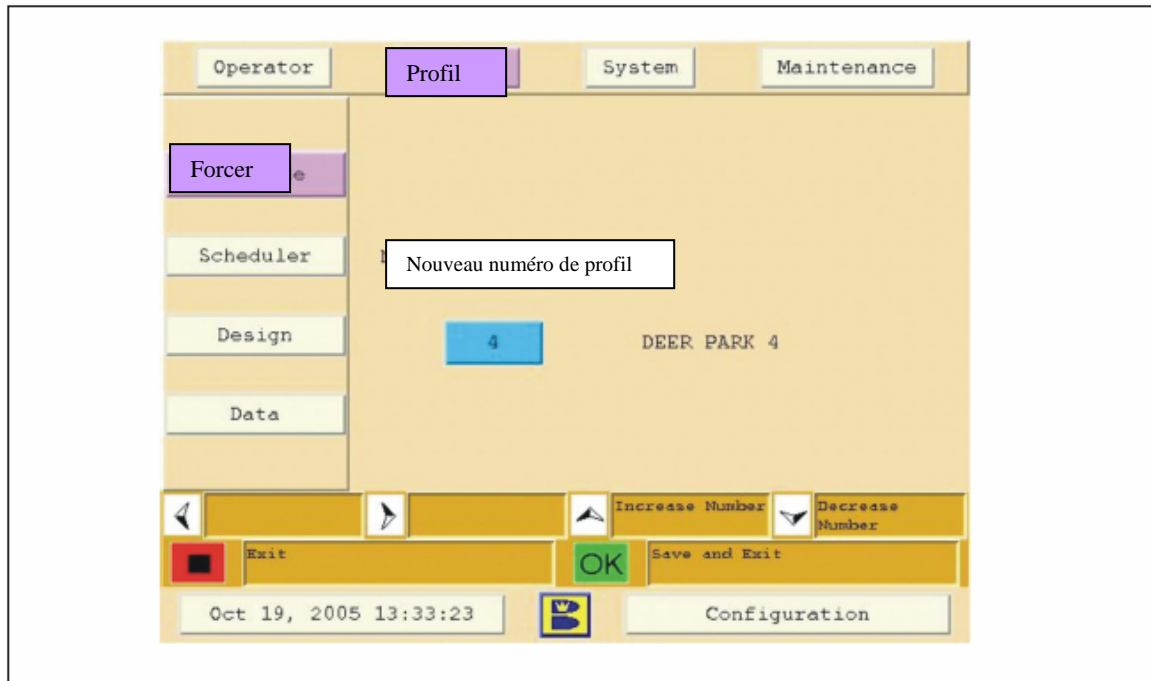 Operator Profil System Maintenance
Forcer
Scheduler
Nouveau numéro de profil
Design
4 DEER PARK 4
Data
Increase Number
Decrease
Number
Exit
OK
Save and Exit
Oct 19, 2005 13:33:23
B
Configuration